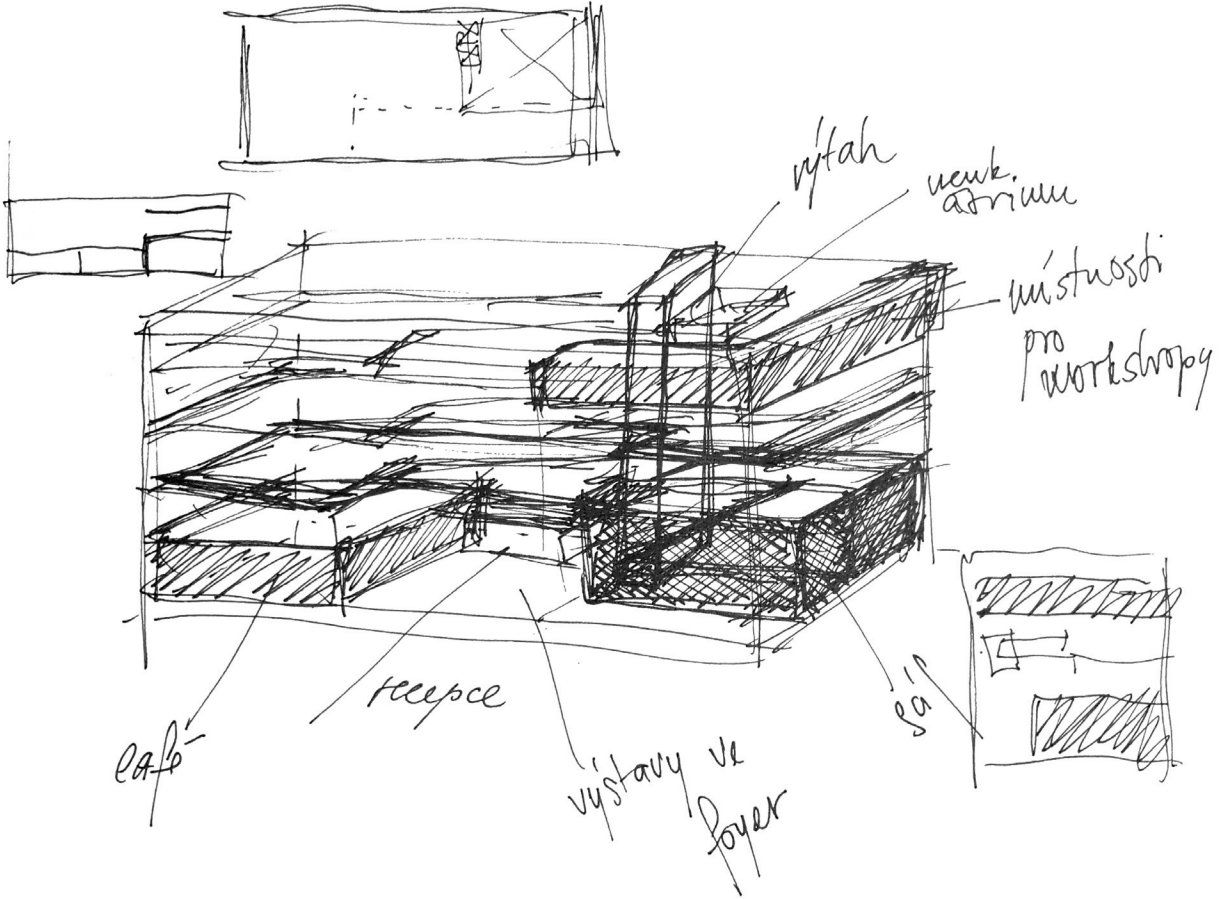 výtah
venk.
atrium
místnosti
pro
workshopy
recepce
sál
café
výstavy ve
foyer